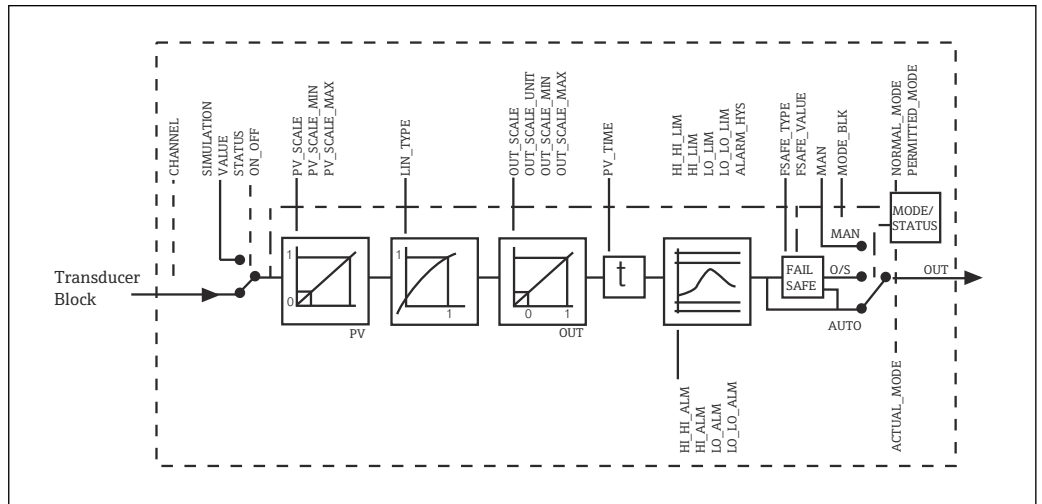 CHANNEL
SIMULATION
VALUE
STATUS
ON_OFF
PV_SCALE
PV_SCALE_MIN
PV_SCALE_MAX
LIN_TYPE
OUT_SCALE
OUT_SCALE_UNIT
OUT_SCALE_MIN
OUT_SCALE_MAX
PV_TIME
HI_HI_LIM
HI_LIM
LO_LIM
LO_LO_LIM
ALARM_HYS
FSAFE_TYPE
FSAFE_VALUE
MAN
MODE_BLK
NORMAL_MODE
PERMITTED_MODE
MODE/
STATUS
MAN
Transducer
Block
1
0
PV
1
1
0
1
OUT
t
FAIL
SAFE
O/S
AUTO
OUT
HI_HI_ALM
HI_ALM
LO_ALM
LO_LO_ALM
ACTUAL_MODE